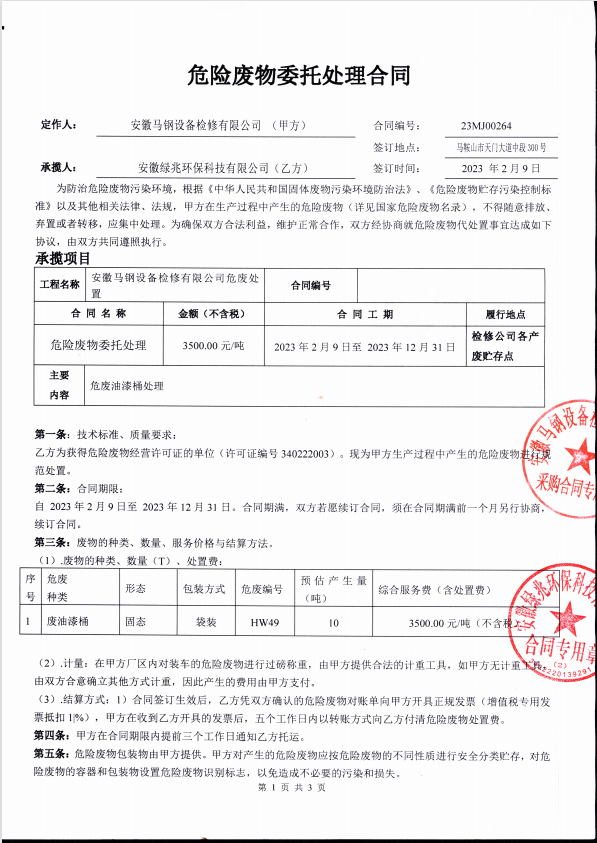 危险废物委托处理合同
定作人： 安徽马钢设备检修有限公司 （甲方） 合同编号： 23MJ00264
签订地点： 马鞍山市天门大道中段300号
承揽人： 安徽绿兆环保科技有限公司（乙方） 签订时间： 2023 年 2 月 9 日
为防治危险废物污染环境，根据《中华人民共和国固体废物污染环境防治法》、《危险废物贮存污染控制标
准》以及其他相关法律、法规，甲方在生产过程中产生的危险废物（详见国家危险废物名录），不得随意排放、
弃置或者转移，应集中处理。为确保双方合法利益，维护正常合作，双方经协商就危险废物代处置事宜达成如下
协议，由双方共同遵照执行。
承揽项目
工程名称 安徽马钢设备检修有限公司危废处置 合同编号
合 同 名 称 金额（不含税） 合 同 工 期 履行地点
危险废物委托处理 3500.00 元/吨 2023 年 2 月 9 日至 2023 年 12 月 31 日 检修公司各产废贮存点
主要内容 危废油漆桶处理
第一条：技术标准、质量要求：
乙方为获得危险废物经营许可证的单位（许可证编号 340222003）。现为甲方生产过程中产生的危险废物进行规
范处置。
第二条：合同期限：
自 2023 年 2 月 9 日至 2023 年 12 月 31 日。合同期满，双方若愿续订合同，须在合同期满前一个月另行协商，
续订合同。
第三条：废物的种类、数量、服务价格与结算方法。
（1）.废物的种类、数量（T）、处置费：
序号 危废种类 形态 包装方式 危废编号 预估产生量（吨） 综合服务费（含处置费）
1 废油漆桶 固态 袋装 HW49 10 3500.00 元/吨（不含税）
（2）.计量：在甲方厂区内对装车的危险废物进行过磅称重，由甲方提供合法的计重工具，如甲方无计重工具，
由双方合意确立其他方式计重，因此产生的费用由甲方支付。
（3）.结算方式：1）合同签订生效后，乙方凭双方确认的危险废物对账单向甲方开具正规发票（增值税专用发
票抵扣 1%），甲方在收到乙方开具的发票后，五个工作日内以转账方式向乙方付清危险废物处置费。
第四条：甲方在合同期限内提前三个工作日通知乙方托运。
第五条：危险废物包装物由甲方提供。甲方对产生的危险废物应按危险废物的不同性质进行安全分类贮存，对危
险废物的容器和包装物设置危险废物识别标志，以免造成不必要的污染和损失。
第 1 页 共 3 页
安徽马钢设备检
采购合同专
安徽绿兆环保科技
合同专用章
（2）